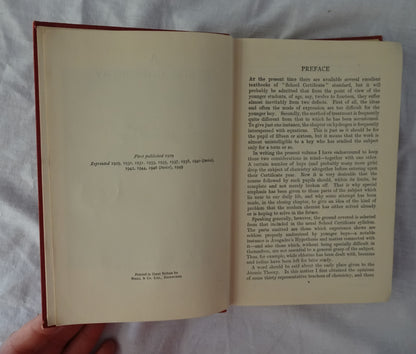 First published 1929
Reprinted 1929, 1930, 1931, 1933, 1935, 1937, 1938, 1940 (twice),
1942, 1944, 1946 (twice), 1949
Printed in Great Britain by
& Co. Ltd.,
PREFACE
At the present time there are available several excellent
textbooks of "School Certificate" standard, but it will
probably be admitted that from the point of view of the
younger students, of age, say, twelve to fourteen, they suffer
almost inevitably from two defects. First of all, the ideas
and often the mode of expression are too difficult for the
younger boy. Secondly, the method of treatment is frequently
quite different from that to which he has been accustomed.
To give just one instance, the chapter on hydrogen is frequently
interspersed with equations. This is just as it should be for the
pupil of fifteen or sixteen, but it means that the work is
almost unintelligible to a boy who has studied the subject
only for a term or so.
In writing the present volume I have endeavoured to keep
these two considerations in mind—together with one other.
A certain number of boys (and probably many more girls)
drop the subject of chemistry altogether before entering upon
their Certificate year. Now it is very desirable that the
course followed by such pupils should, within its limits, be
complete and not merely broken off. That is why special
emphasis has been given to those parts of the subject which
lie near to any daily life, and why some attempt has been
made, in the closing chapter, to give an idea of the kind of
problem that the modern chemist has either solved already
or is hoping to solve in the future.
Speaking generally, however, the ground covered is selected
from that included in the usual School Certificate syllabus.
The parts omitted are those which experience shows are
seldom properly understood by younger boys—a notable
instance is Avogadro's Hypothesis and matter connected with
it—and also those which, without being specially difficult in
themselves, are not essential to a general grasp of the subject.
Thus, for example, while chlorine has been dealt with, bromine
and iodine have been left for later study.
A word should be said about the early place given to the
Atomic Theory. In this matter I have obtained the opinions
of some thirty representative teachers of chemistry, and these